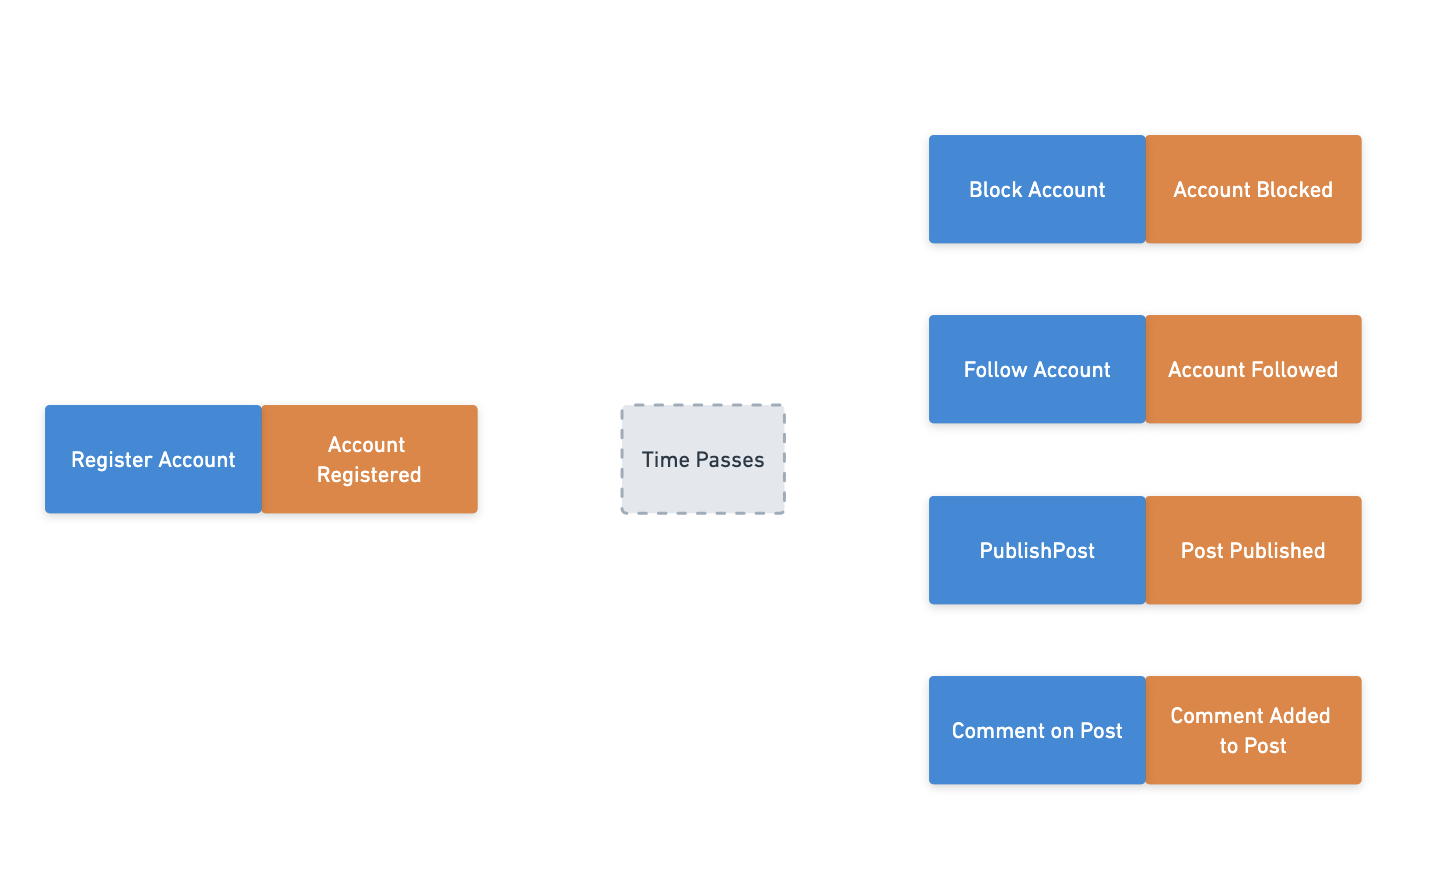 Block Account
Account Blocked
Follow Account
Account Followed
Register Account
Account
Registered
Time Passes
PublishPost
Post Published
Comment on Post
Comment Added
to Post